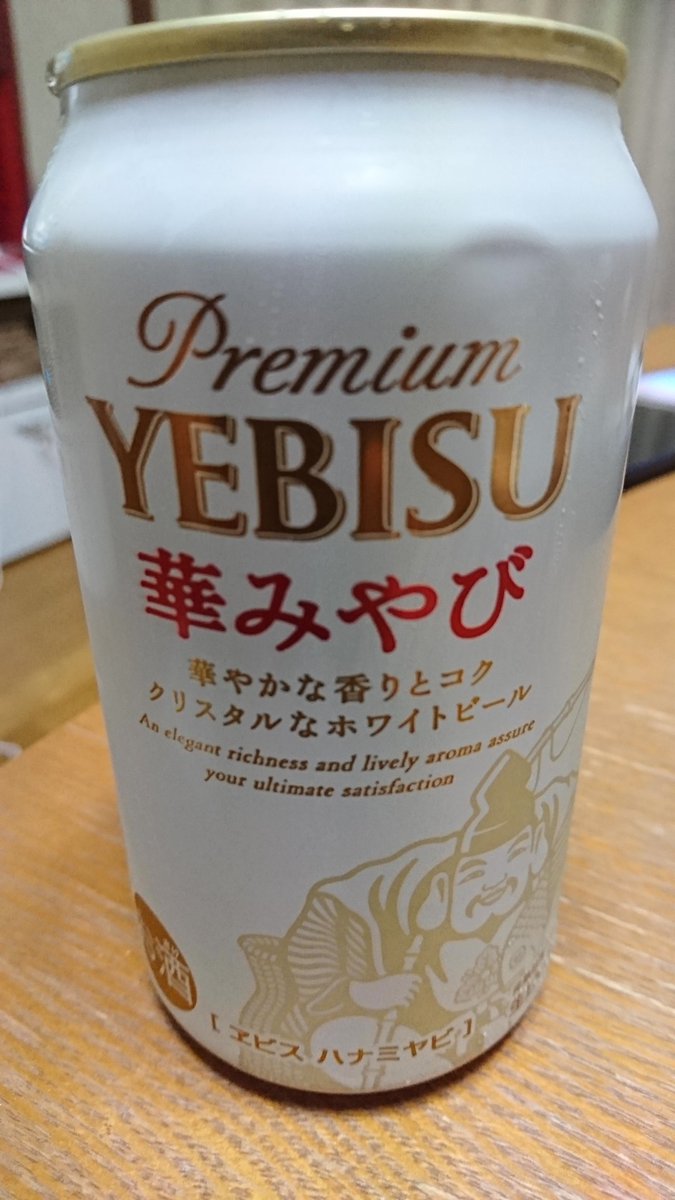 Premium
YEBISU
華みやび
華やかな香りとコク
クリスタルなホワイトビール
An elegant richness and lively aroma assure
your ultimate satisfaction
酒
[ ヱビス ハナミヤビ ]